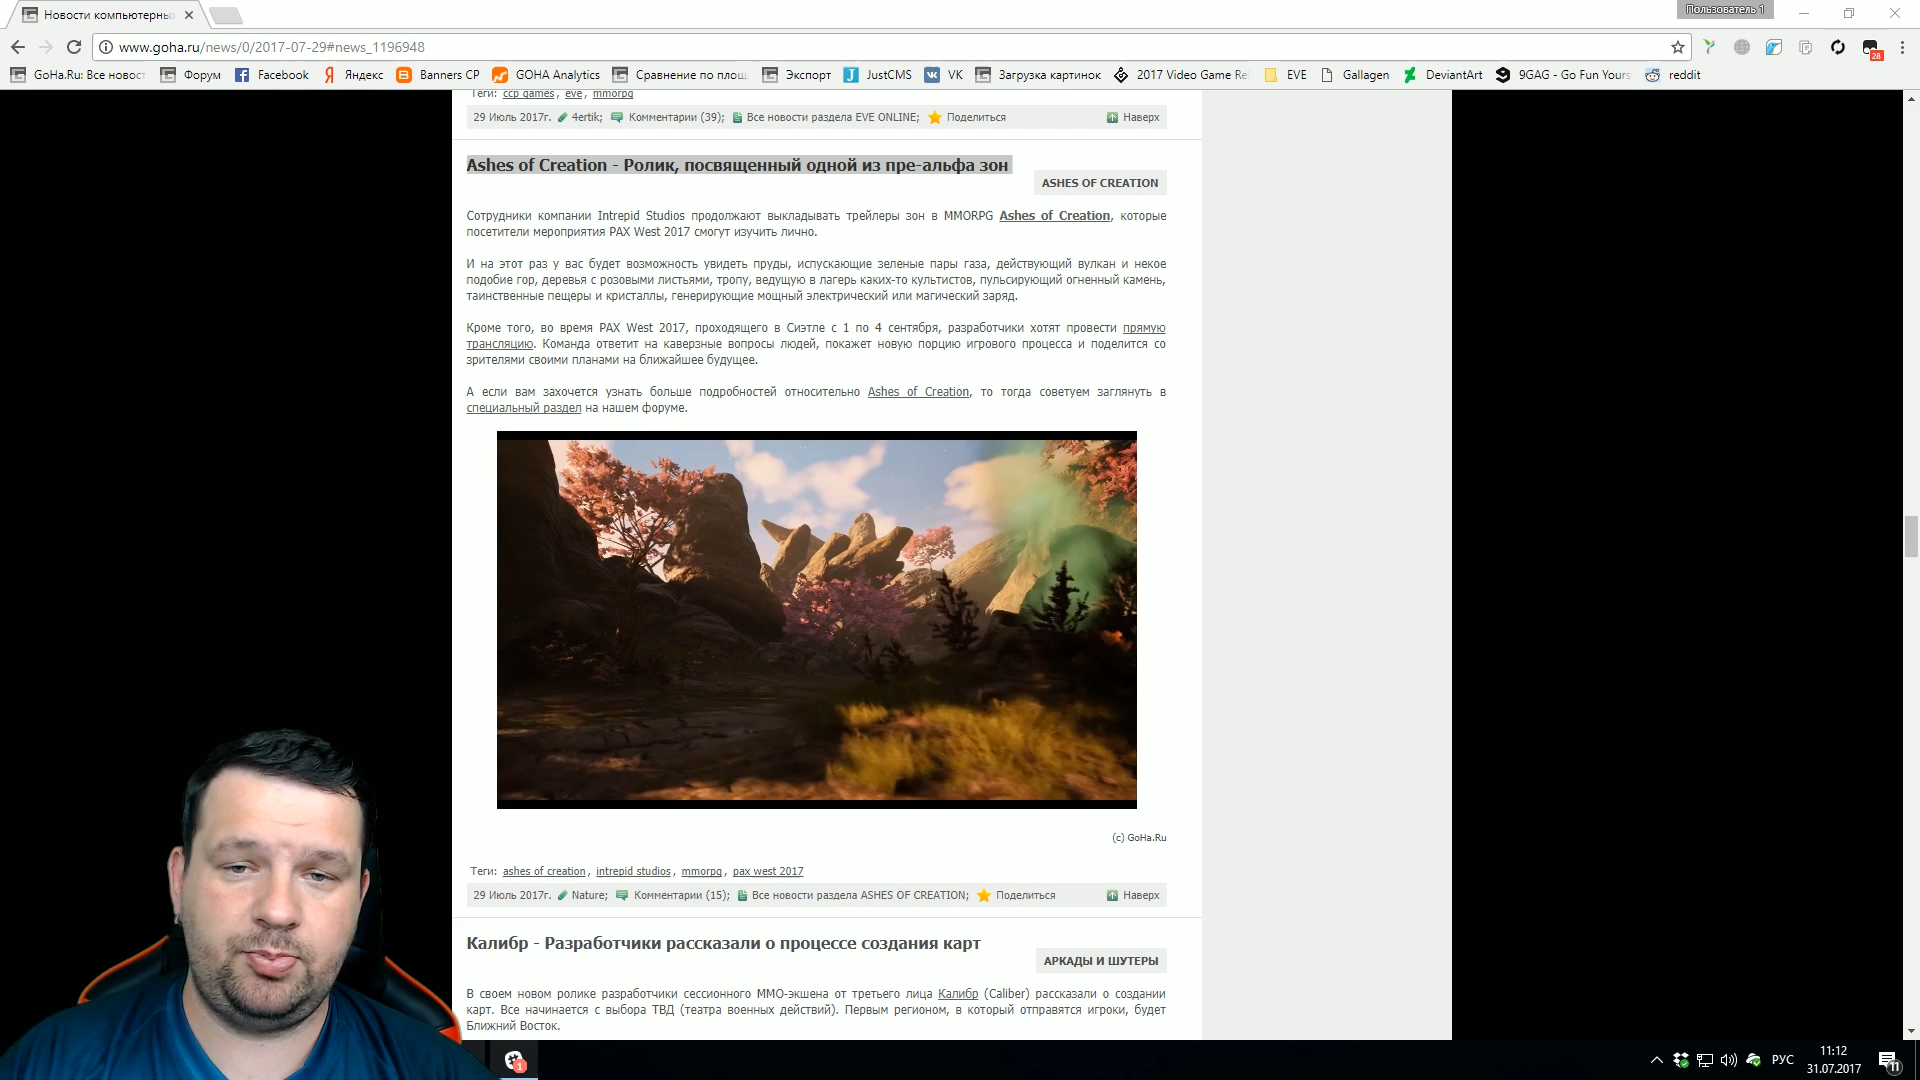 Новости компьютерны
Пользователь 1
www.goha.ru/news/0/2017-07-29#news_1196948
28
GoHa.Ru: Все новост
Форум
Facebook
Яндекс
Banners CP
GOHA Analytics
Сравнение по площ
Экспорт
JustCMS
VK
Загрузка картинок
2017 Video Game Re
EVE
Gallagen
DeviantArt
9GAG - Go Fun Yours
reddit
Теги: ccp games, eve, mmorpg
29 Июль 2017г. 4ertik; Комментарии (39); Все новости раздела EVE ONLINE; Поделиться Наверх
Ashes of Creation - Ролик, посвященный одной из пре-альфа зон
ASHES OF CREATION
Сотрудники компании Intrepid Studios продолжают выкладывать трейлеры зон в MMORPG Ashes of Creation, которые
посетители мероприятия PAX West 2017 смогут изучить лично.
И на этот раз у вас будет возможность увидеть пруды, испускающие зеленые пары газа, действующий вулкан и некое
подобие гор, деревья с розовыми листьями, тропу, ведущую в лагерь каких-то культистов, пульсирующий огненный камень,
таинственные пещеры и кристаллы, генерирующие мощный электрический или магический заряд.
Кроме того, во время PAX West 2017, проходящего в Сиэтле с 1 по 4 сентября, разработчики хотят провести прямую
трансляцию. Команда ответит на каверзные вопросы людей, покажет новую порцию игрового процесса и поделится со
зрителями своими планами на ближайшее будущее.
А если вам захочется узнать больше подробностей относительно Ashes of Creation, то тогда советуем заглянуть в
специальный раздел на нашем форуме.
(c) GoHa.Ru
Теги: ashes of creation, intrepid studios, mmorpg, pax west 2017
29 Июль 2017г. Nature; Комментарии (15); Все новости раздела ASHES OF CREATION; Поделиться Наверх
Калибр - Разработчики рассказали о процессе создания карт
АРКАДЫ И ШУТЕРЫ
В своем новом ролике разработчики сессионного ММО-экшена от третьего лица Калибр (Caliber) рассказали о создании
карт. Все начинается с выбора ТВД (театра военных действий). Первым регионом, в который отправятся игроки, будет
Ближний Восток.
1
РУС
11:12
31.07.2017
11